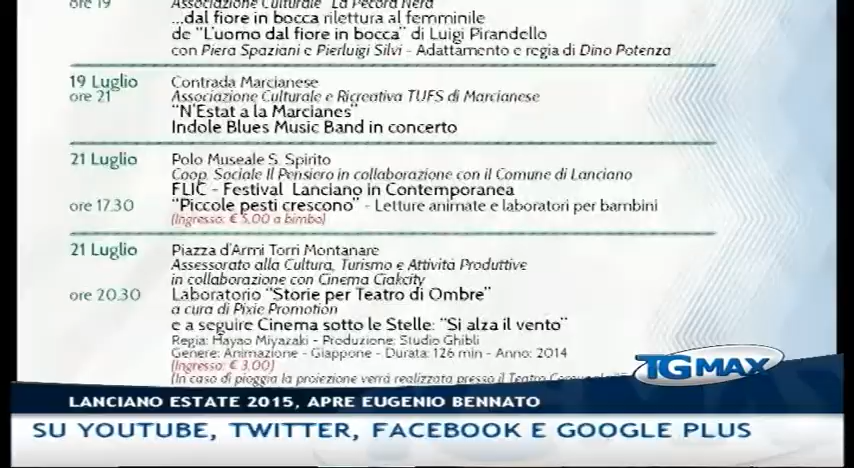 ore 19
Associazione Culturale "La Pecora Nera"
...dal fiore in bocca rilettura al femminile
de "L'uomo dal fiore in bocca" di Luigi Pirandello
con Piera Spaziani e Pierluigi Silvi - Adattamento e regia di Dino Potenza
19 Luglio Contrada Marcianese
ore 21 Associazione Culturale e Ricreativa TUFS di Marcianese
"N'Estat a la Marcianes"
Indole Blues Music Band in concerto
21 Luglio Polo Museale S. Spirito
Coop. Sociale Il Pensiero in collaborazione con il Comune di Lanciano
FLIC - Festival Lanciano in Contemporanea
ore 17.30 "Piccole pesti crescono" - Letture animate e laboratori per bambini
(Ingresso: € 5,00 a bimbo)
21 Luglio Piazza d'Armi Torri Montanare
Assessorato alla Cultura, Turismo e Attività Produttive
in collaborazione con Cinema Ciakcity
ore 20.30 Laboratorio "Storie per Teatro di Ombre"
a cura di Pixie Promotion
e a seguire Cinema sotto le Stelle: "Si alza il vento"
Regia: Hayao Miyazaki - Produzione: Studio Ghibli
Genere: Animazione - Giappone - Durata: 126 min - Anno: 2014
(Ingresso: € 3,00)
(In caso di pioggia la proiezione verrà realizzata presso il Teatro
TGMAX
LANCIANO ESTATE 2015, APRE EUGENIO BENNATO
SU YOUTUBE, TWITTER, FACEBOOK E GOOGLE PLUS